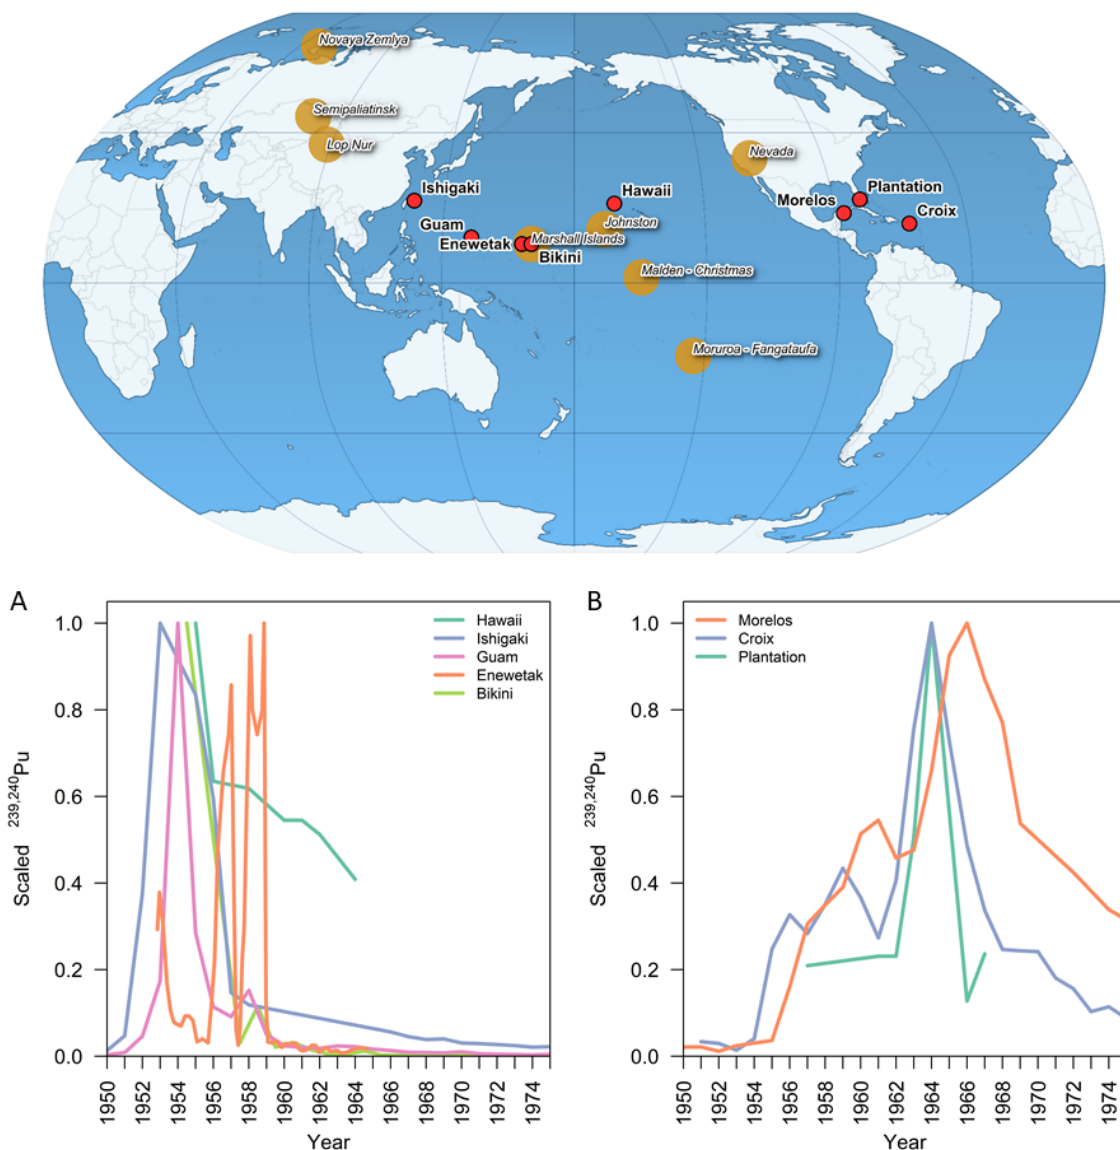 Novaya Zemlya
Semipaliatinsk
Lop Nur
Nevada
Ishigaki
Hawaii
Plantation
Morelos
Croix
Guam
Johnston
Enewetak
Marshall Islands
Bikini
Malden - Christmas
Moruroa - Fangataufa
A
B
1.0
0.8
0.6
0.4
0.2
0.0
Scaled 239,240Pu
Hawaii
Ishigaki
Guam
Enewetak
Bikini
1950
1952
1954
1956
1958
1960
1962
1964
1966
1968
1970
1972
1974
Year
1.0
0.8
0.6
0.4
0.2
0.0
Scaled 239,240Pu
Morelos
Croix
Plantation
1950
1952
1954
1956
1958
1960
1962
1964
1966
1968
1970
1972
1974
Year